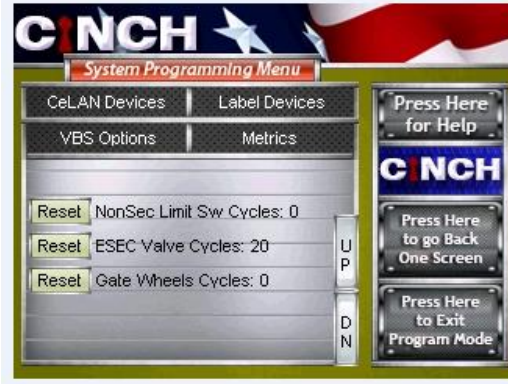 CINCH
System Programming Menu
CeLAN Devices
Label Devices
VBS Options
Metrics
Reset NonSec Limit Sw Cycles: 0
Reset ESEC Valve Cycles: 20
Reset Gate Wheels Cycles: 0
UP
DN
Press Here
for Help
CINCH
Press Here
to go Back
One Screen
Press Here
to Exit
Program Mode